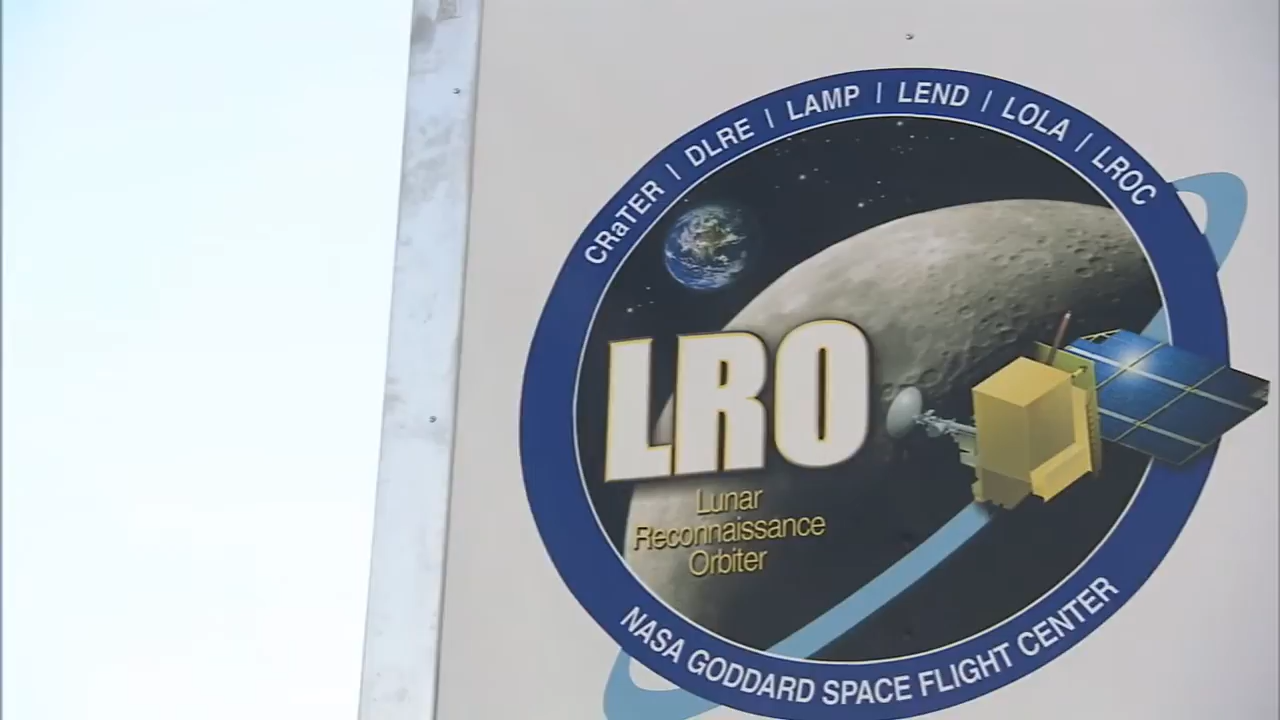 CRaTER | DLRE | LAMP | LEND | LOLA | LROC
LRO
Lunar
Reconnaissance
Orbiter
NASA GODDARD SPACE FLIGHT CENTER